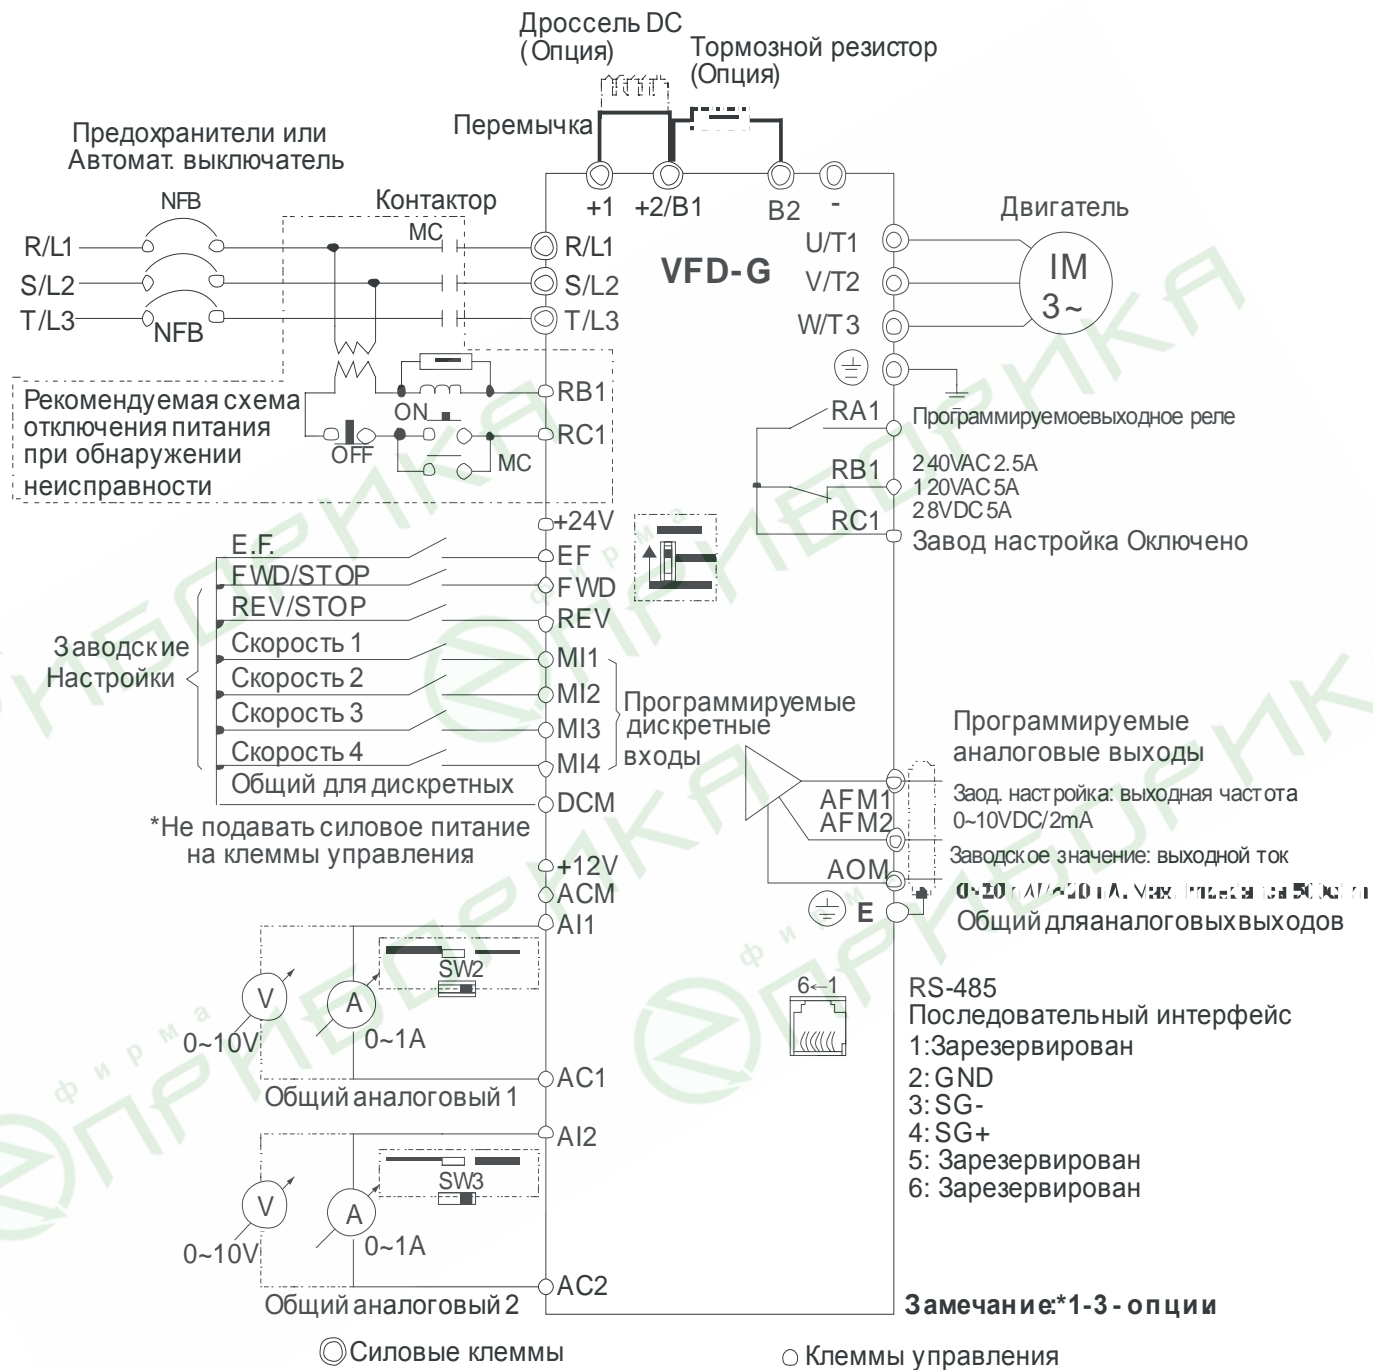 Дроссель DC
(Опция)
Тормозной резистор
(Опция)
Перемычка
Предохранители или
Автомат. выключатель
NFB
Контактор
MC
+1
+2/B1
B2
-
Двигатель
R/L1
R/L1
U/T1
VFD-G
IM
3~
S/L2
S/L2
V/T2
T/L3
NFB
T/L3
W/T3
Рекомендуемая схема
отключения питания
при обнаружении
неисправности
ON
OFF
MC
RB1
RC1
RA1
Программируемоевыходное реле
RB1
240VAC 2.5A
120VAC 5A
28VDC 5A
RC1
Завод настройка Оключено
+24V
E.F.
EF
FWD/STOP
FWD
REV/STOP
REV
Заводские
Настройки
Скорость 1
MI1
Скорость 2
MI2
Скорость 3
MI3
Скорость 4
MI4
Программируемые
дискретные
входы
Общий для дискретных
DCM
*Не подавать силовое питание
на клеммы управления
Программируемые
аналоговые выходы
AFM1
Заод. настройка: выходная частота
0~10VDC/2mA
AFM2
Заводское значение: выходной ток
AOM
E
Общий дляаналоговыхвыходов
+12V
ACM
AI1
SW2
V
A
0~10V
0~1A
AC1
Общий аналоговый 1
AI2
SW3
V
A
0~10V
0~1A
AC2
Общий аналоговый 2
6←1
RS-485
Последовательный интерфейс
1:Зарезервирован
2: GND
3: SG-
4: SG+
5: Зарезервирован
6: Зарезервирован
Замечание:*1-3 - опции
Силовые клеммы
Клеммы управления
фирма
ПРИБОРИКА